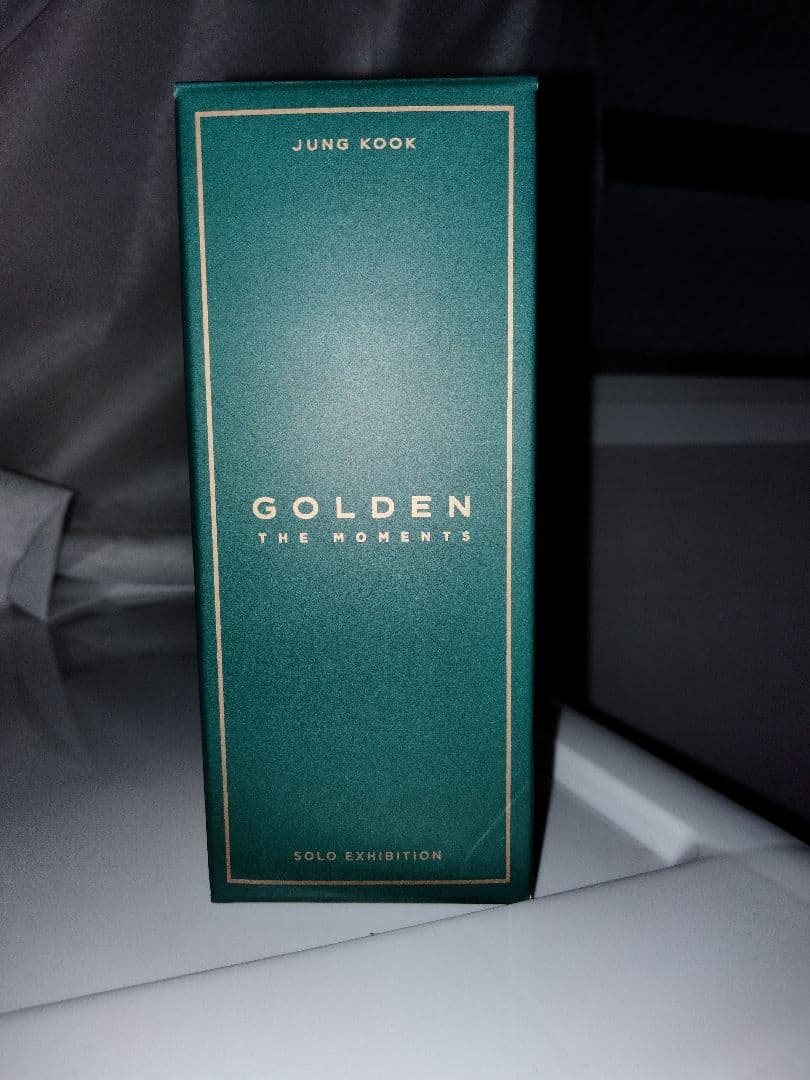 JUNG KOOK
GOLDEN
THE MOMENTS
SOLO EXHIBITION